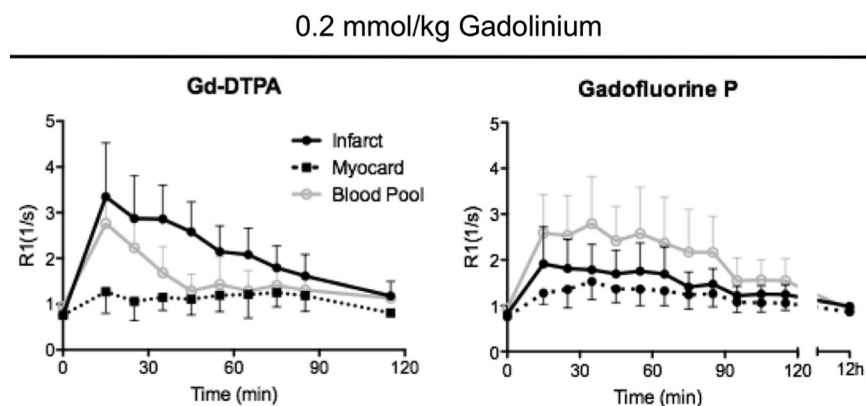 0.2 mmol/kg Gadolinium
Gd-DTPA
5
4
3
2
1
0
R1(1/s)
Infarct
Myocard
Blood Pool
0 30 60 90 120
Time (min)
Gadofluorine P
5
4
3
2
1
0
R1(1/s)
0 30 60 90 120 12h
Time (min)